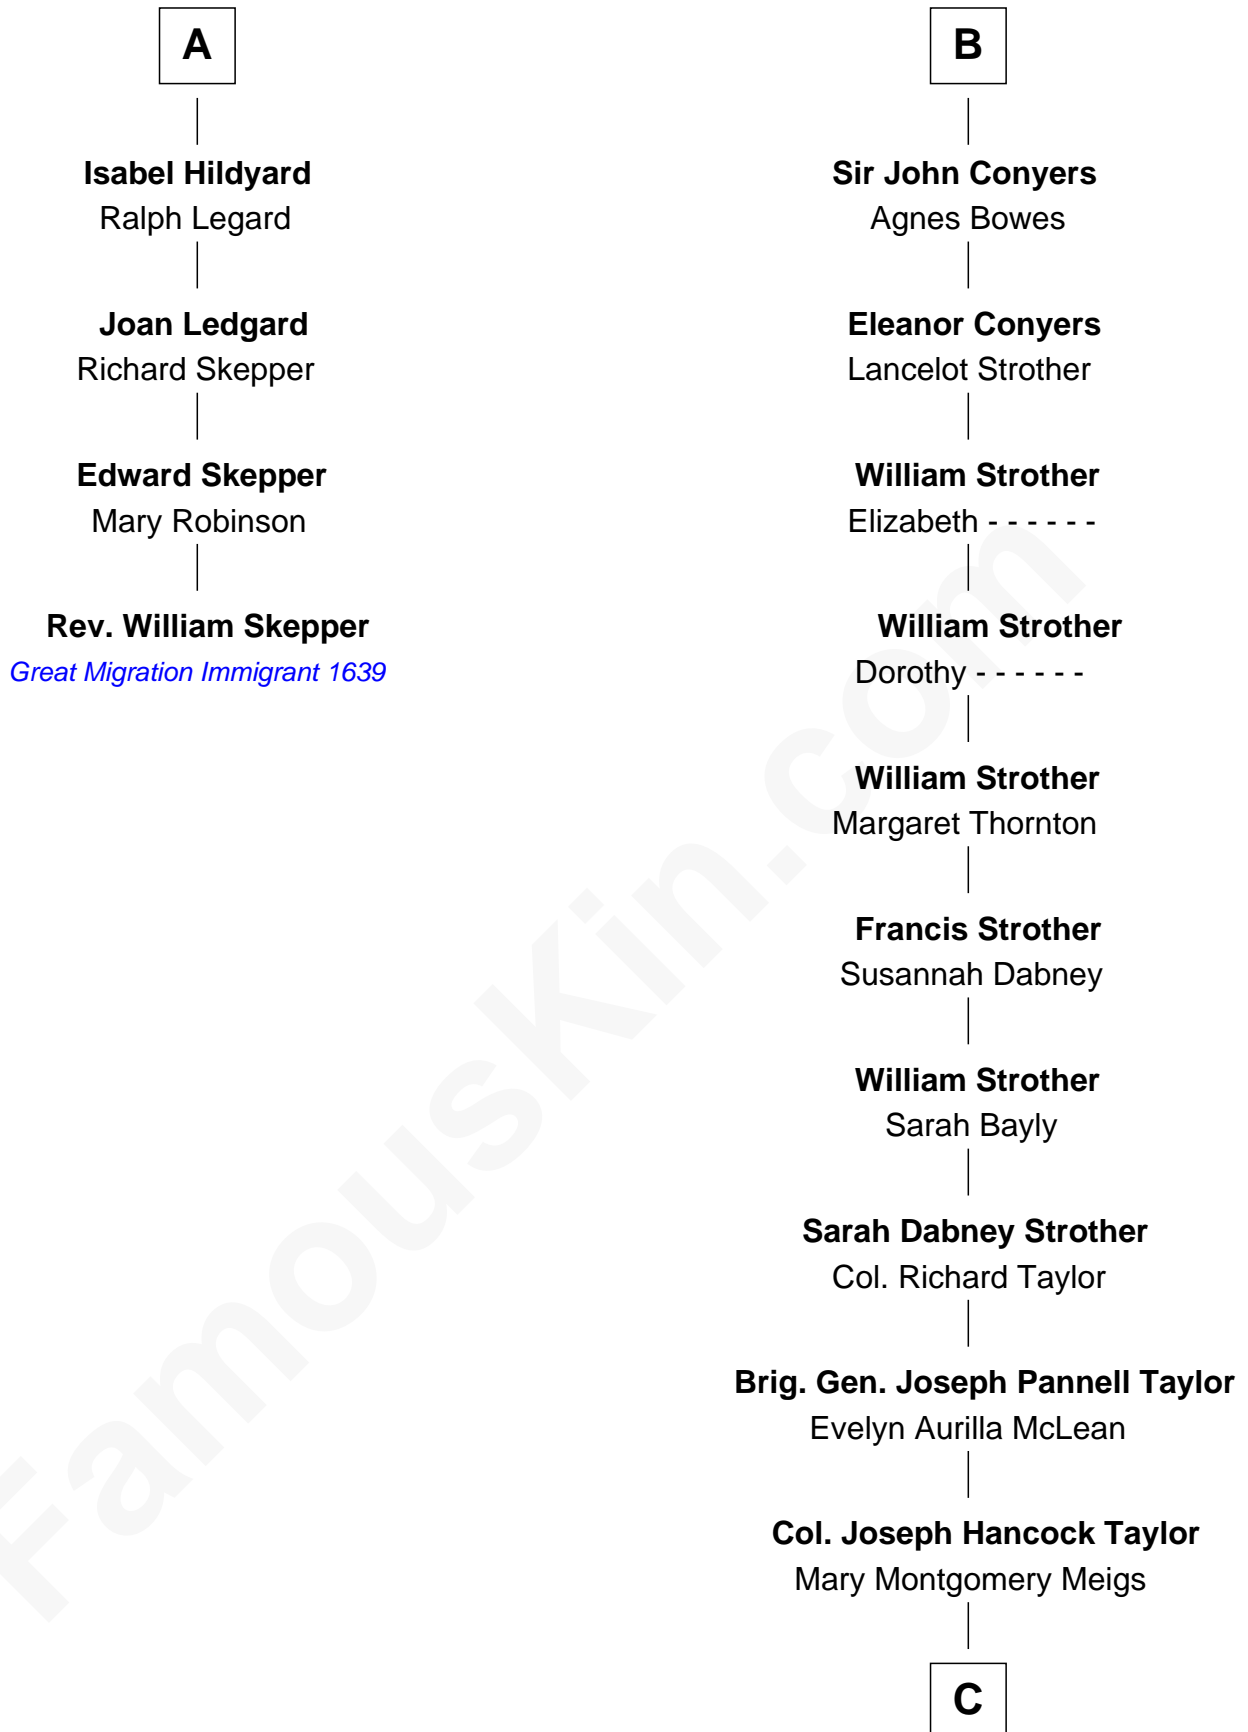 A
Isabel Hildyard
Ralph Legard
Joan Ledgard
Richard Skepper
Edward Skepper
Mary Robinson
Rev. William Skepper
Great Migration Immigrant 1639
B
Sir John Conyers
Agnes Bowes
Eleanor Conyers
Lancelot Strother
William Strother
Elizabeth - - - - - -
William Strother
Dorothy - - - - - -
William Strother
Margaret Thornton
Francis Strother
Susannah Dabney
William Strother
Sarah Bayly
Sarah Dabney Strother
Col. Richard Taylor
Brig. Gen. Joseph Pannell Taylor
Evelyn Aurilla McLean
Col. Joseph Hancock Taylor
Mary Montgomery Meigs
C
FamousKin.com